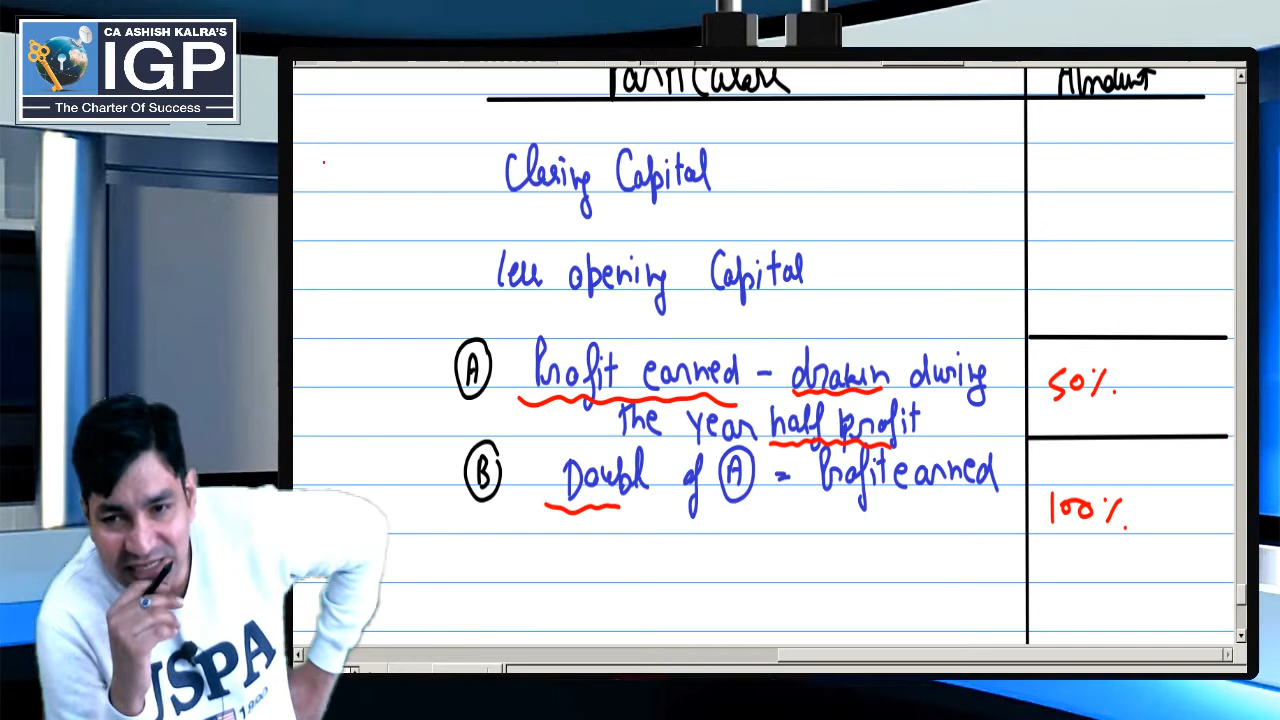 CA ASHISH KALRA'S
IGP
The Charter Of Success
Particulars
Amount
Closing Capital
less opening Capital
(A) Profit earned – drawn during
50%.
the year half profit
(B) Double of (A) = Profit earned
100%.
USPA
1890